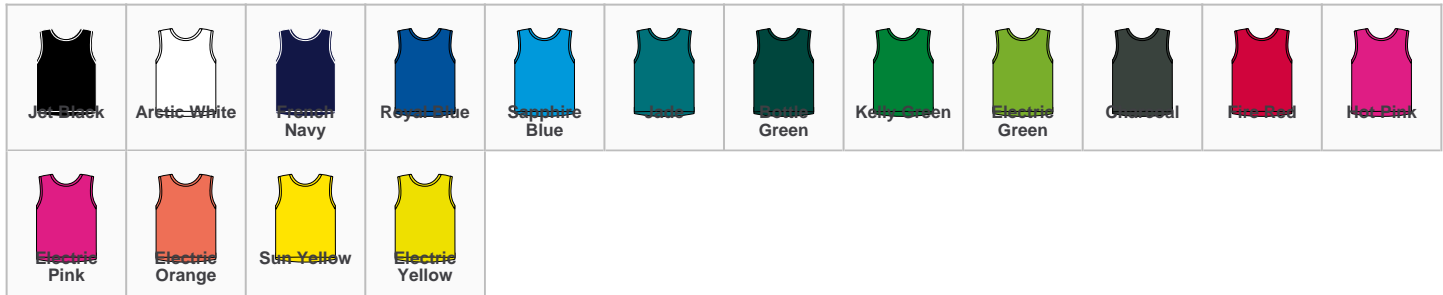 Jet Black
Arctic White
French
Navy
Royal Blue
Sapphire
Blue
Jade
Bottle
Green
Kelly Green
Electric
Green
Charcoal
Fire Red
Hot Pink
Electric
Pink
Electric
Orange
Sun Yellow
Electric
Yellow